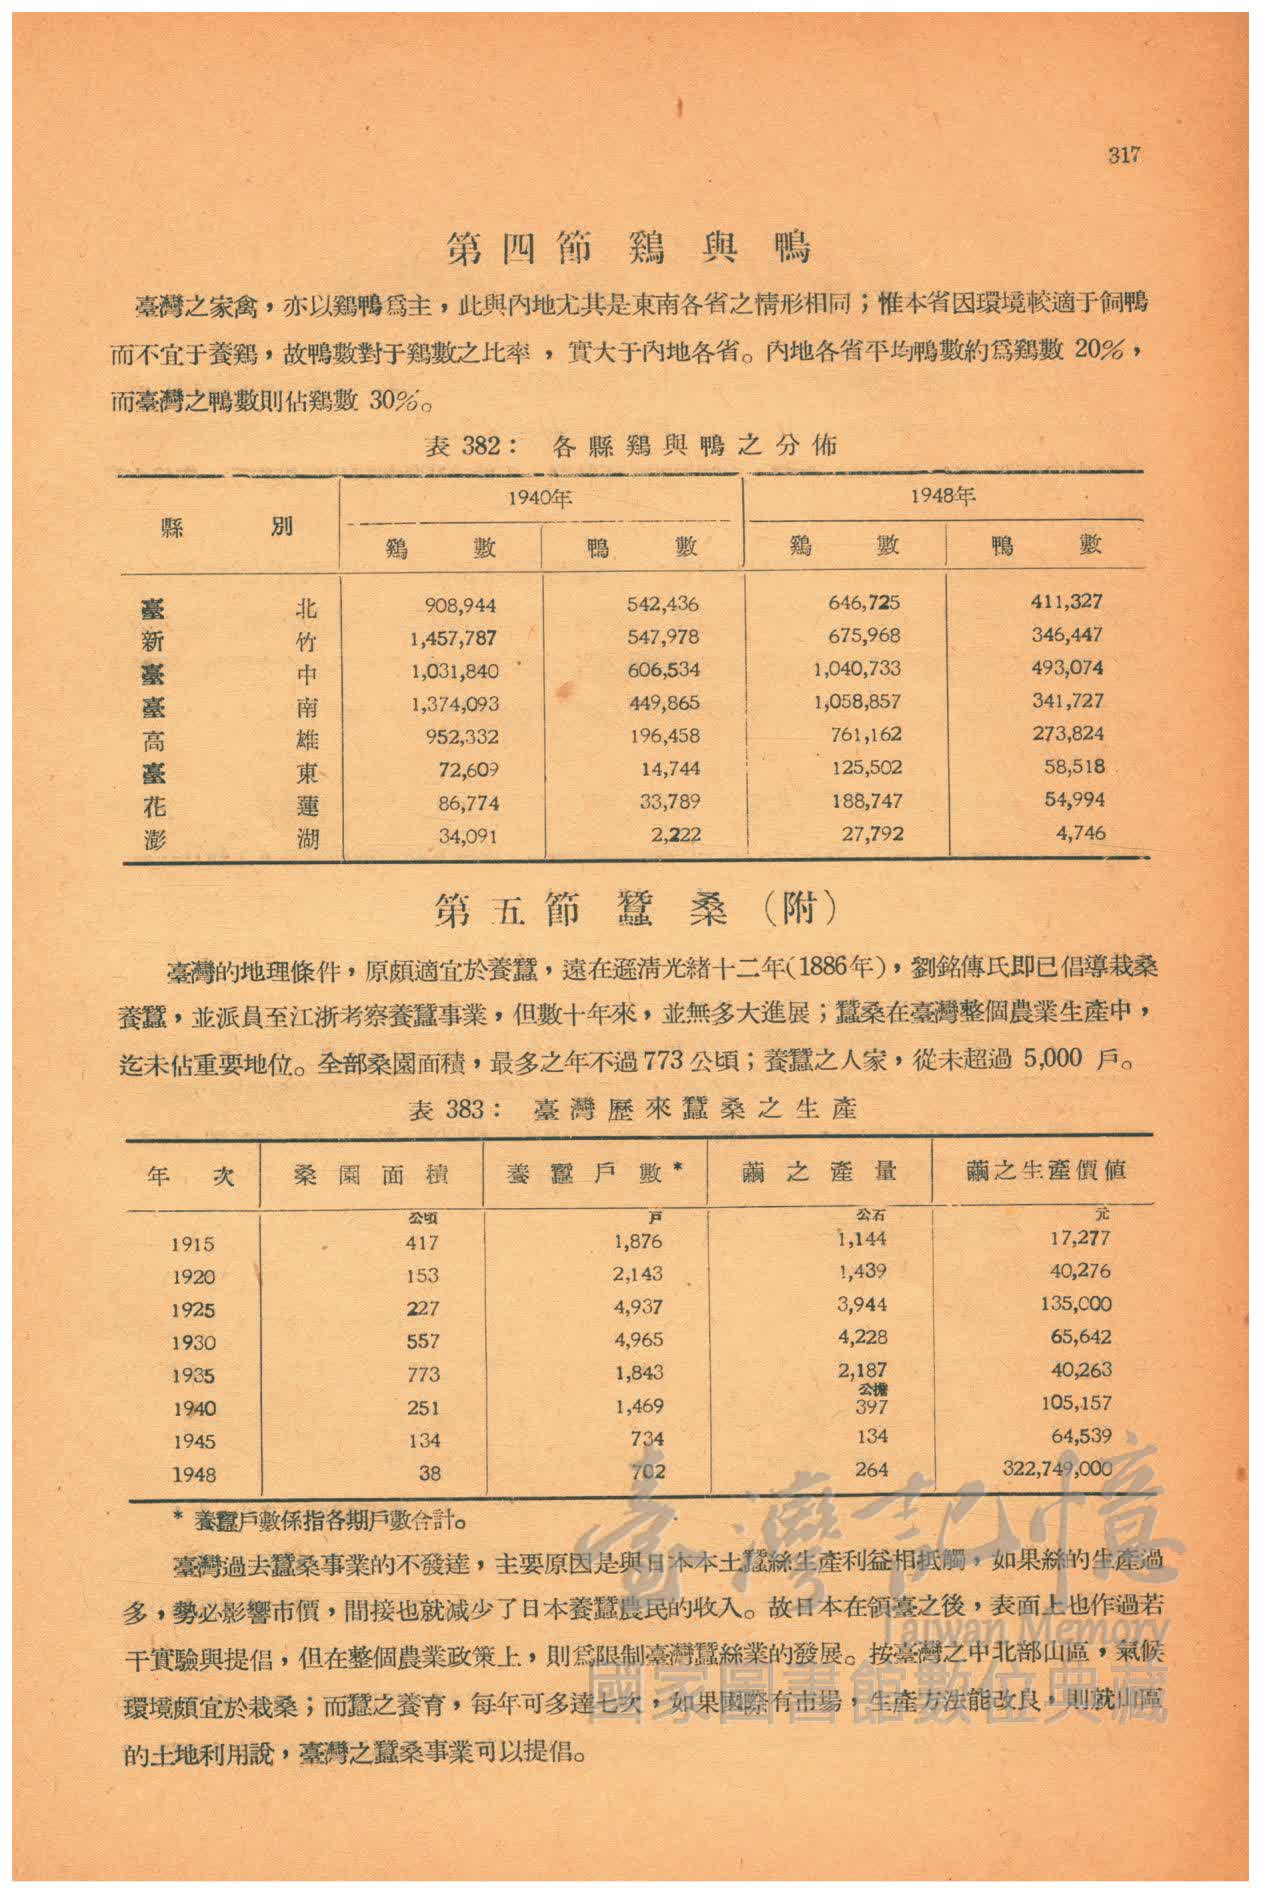 317
第四節 鷄與鴨
臺灣之家禽，亦以鷄鴨爲主，此與內地尤其是東南各省之情形相同；惟本省因環境較適于飼鴨
而不宜于養鷄，故鴨數對于鷄數之比率，實大于內地各省。內地各省平均鴨數約爲鷄數 20%，
而臺灣之鴨數則佔鷄數 30%。
表 382： 各縣鷄與鴨之分佈
縣別 1940年 1948年
鷄數 鴨數 鷄數 鴨數
臺北 908,944 542,436 646,725 411,327
新竹 1,457,787 547,978 675,968 346,447
臺中 1,031,840 606,534 1,040,733 493,074
臺南 1,374,093 449,865 1,058,857 341,727
高雄 952,332 196,458 761,162 273,824
臺東 72,609 14,744 125,502 58,518
花蓮 86,774 33,789 188,747 54,994
澎湖 34,091 2,222 27,792 4,746
第五節 蠶桑（附）
臺灣的地理條件，原頗適宜於養蠶，遠在遜清光緒十二年(1886年)，劉銘傳氏即已倡導栽桑
養蠶，並派員至江浙考察養蠶事業，但數十年來，並無多大進展；蠶桑在臺灣整個農業生產中，
迄未佔重要地位。全部桑園面積，最多之年不過773公頃；養蠶之人家，從未超過 5,000 戶。
表 383： 臺灣歷來蠶桑之生產
年次 桑園面積 養蠶戶數* 繭之產量 繭之生產價值
公頃 戶 公石 元
1915 417 1,876 1,144 17,277
1920 153 2,143 1,439 40,276
1925 227 4,937 3,944 135,000
1930 557 4,965 4,228 65,642
1935 773 1,843 2,187 40,263
公擔
1940 251 1,469 397 105,157
1945 134 734 134 64,539
1948 38 702 264 322,749,000
* 養蠶戶數係指各期戶數合計。
臺灣過去蠶桑事業的不發達，主要原因是與日本本土蠶絲生產利益相抵觸，如果絲的生產過
多，勢必影響市價，間接也就减少了日本養蠶農民的收入。故日本在領臺之後，表面上也作過若
干實驗與提倡，但在整個農業政策上，則爲限制臺灣蠶絲業的發展。按臺灣之中北部山區，氣候
環境頗宜於栽桑；而蠶之養育，每年可多達七次，如果國際有市場，生產方法能改良，則就山區
的土地利用說，臺灣之蠶桑事業可以提倡。
臺灣記憶
Taiwan Memory
國家圖書館數位典藏